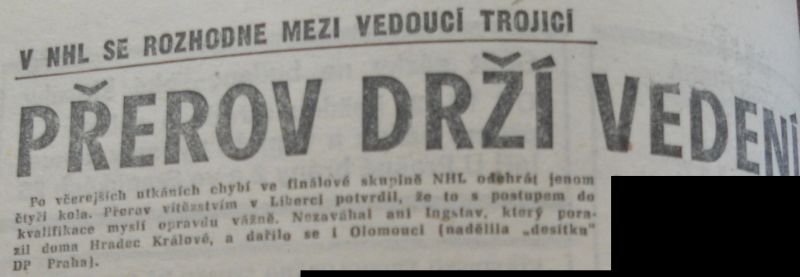 V NHL SE ROZHODNE MEZI VEDOUCÍ TROJICÍ
PŘEROV DRŽÍ VEDENÍ
Po včerejších utkáních chybí ve finálové skupině NHL odehrát jenom
čtyři kola. Přerov vítězstvím v Liberci potvrdil, že to s postupem do
kvalifikace myslí opravdu vážně. Nezaváhal ani Ingstav, který pora-
zil doma Hradec Králové, a dařilo se i Olomouci (nadělila „desítku"
DP Praha).